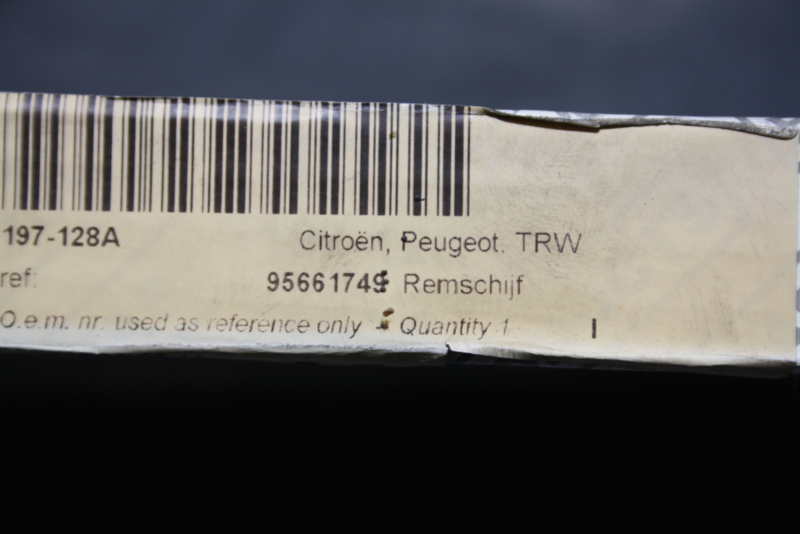 197-128A Citroën, Peugeot, TRW
ref: 95661749 Remschijf
O.e.m. nr. used as reference only - Quantity 1